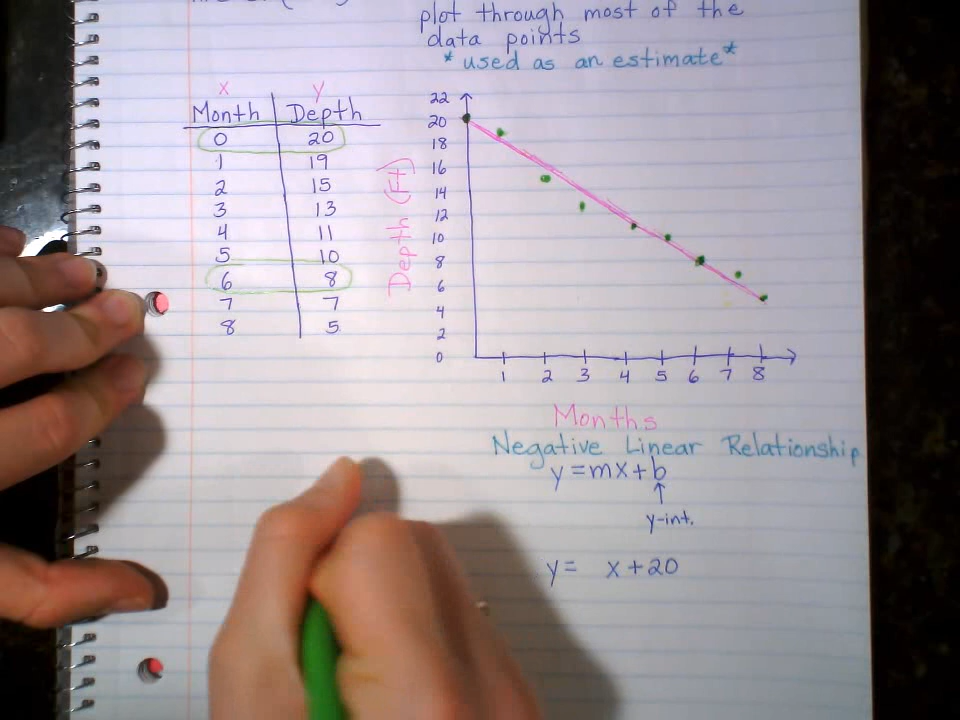 plot through most of the
data points
*used as an estimate*
x y
Month Depth
0 20
1 19
2 15
3 13
4 11
5 10
6 8
7 7
8 5
Depth (Ft)
22
20
18
16
14
12
10
8
6
4
2
0
1 2 3 4 5 6 7 8
Months
Negative Linear Relationship
y=mx+b
↑
y-int.
y= x+20